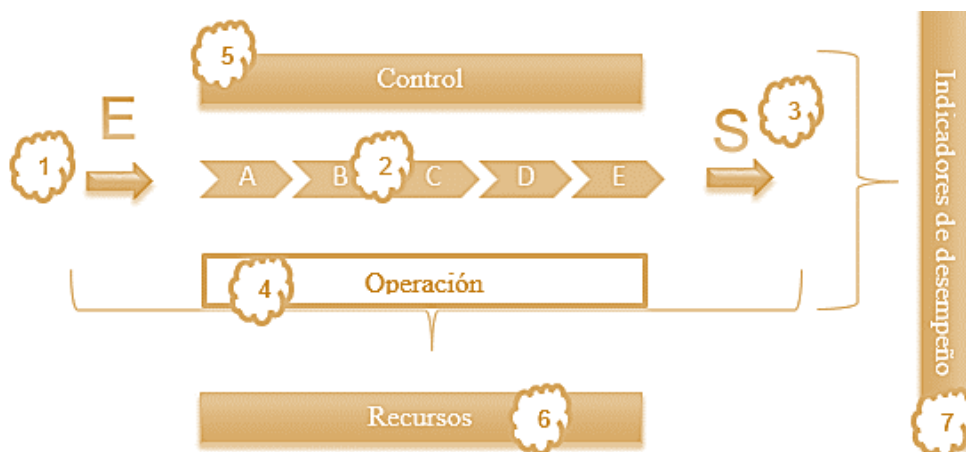 5
Control
E
S
3
1
A
B
2
C
D
E
4
Operación
Recursos
6
Indicadores de desempeño
7